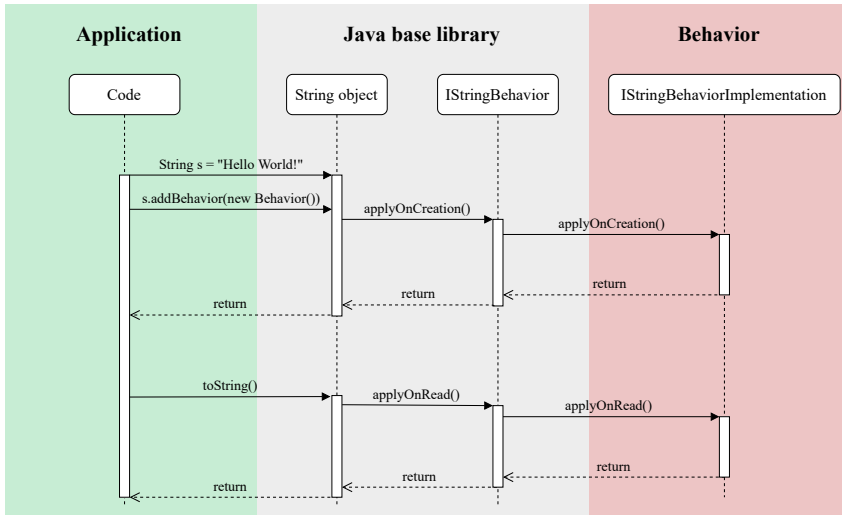 Application
Java base library
Behavior
Code
String object
IStringBehavior
IStringBehaviorImplementation
String s = "Hello World!"
s.addBehavior(new Behavior())
applyOnCreation()
applyOnCreation()
return
return
return
toString()
applyOnRead()
applyOnRead()
return
return
return